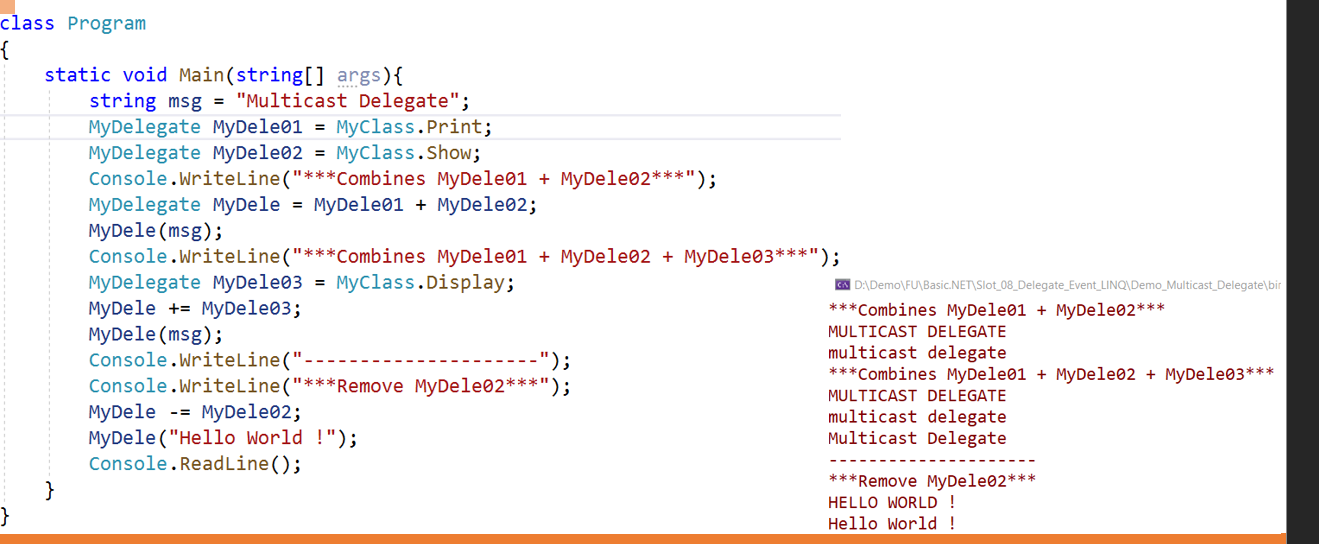 class Program
{
    static void Main(string[] args){
        string msg = "Multicast Delegate";
        MyDelegate MyDele01 = MyClass.Print;
        MyDelegate MyDele02 = MyClass.Show;
        Console.WriteLine("***Combines MyDele01 + MyDele02***");
        MyDelegate MyDele = MyDele01 + MyDele02;
        MyDele(msg);
        Console.WriteLine("***Combines MyDele01 + MyDele02 + MyDele03***");
        MyDelegate MyDele03 = MyClass.Display;
        MyDele += MyDele03;
        MyDele(msg);
        Console.WriteLine("---------------------");
        Console.WriteLine("***Remove MyDele02***");
        MyDele -= MyDele02;
        MyDele("Hello World !");
        Console.ReadLine();
    }
}
D:\Demo\FU\Basic.NET\Slot_08_Delegate_Event_LINQ\Demo_Multicast_Delegate\bin
***Combines MyDele01 + MyDele02***
MULTICAST DELEGATE
multicast delegate
***Combines MyDele01 + MyDele02 + MyDele03***
MULTICAST DELEGATE
multicast delegate
Multicast Delegate
---------------------
***Remove MyDele02***
HELLO WORLD !
Hello World !